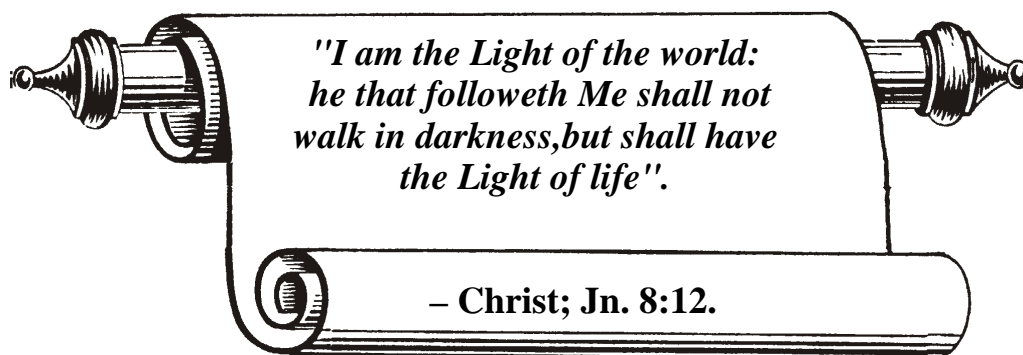 "I am the Light of the world:
he that followeth Me shall not
walk in darkness,but shall have
the Light of life".
– Christ; Jn. 8:12.